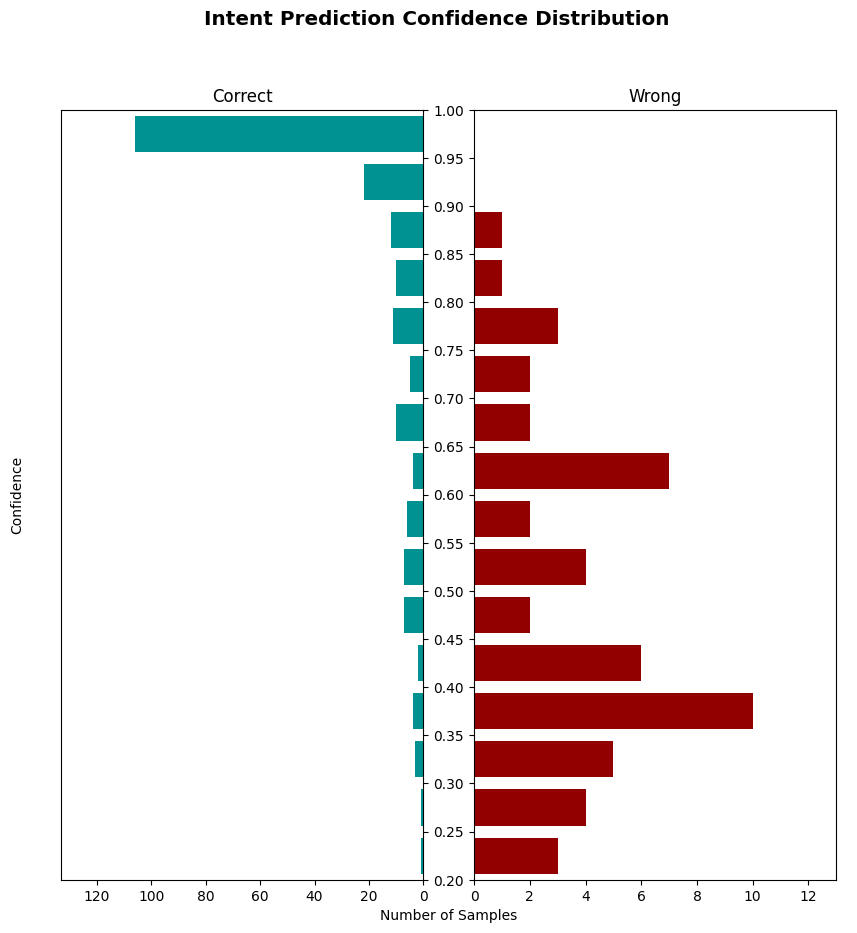 Intent Prediction Confidence Distribution
Correct
Wrong
1.00
0.95
0.90
0.85
0.80
0.75
0.70
0.65
0.60
0.55
0.50
0.45
0.40
0.35
0.30
0.25
0.20
Confidence
120 100 80 60 40 20 0
0 2 4 6 8 10 12
Number of Samples